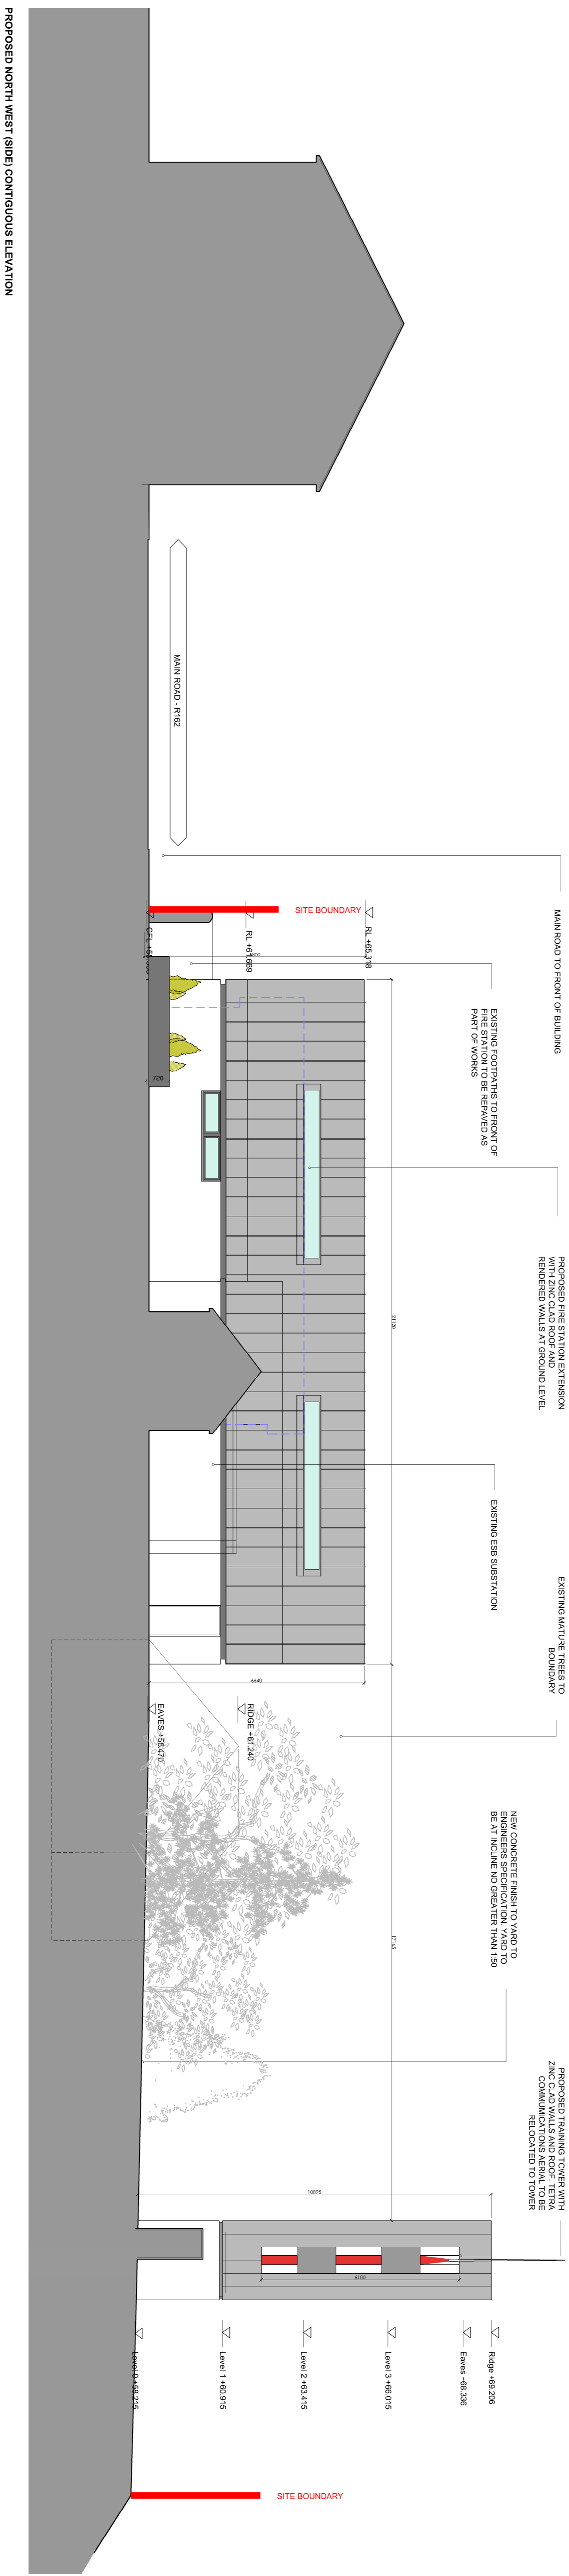 MAIN ROAD TO FRONT OF BUILDING
EXISTING FOOTPATHS TO FRONT OF
FIRE STATION TO BE REPAVED AS
PART OF WORKS
PROPOSED FIRE STATION EXTENSION
WITH ZINC CLAD ROOF AND
RENDERED WALLS AT GROUND LEVEL
EXISTING ESB SUBSTATION
EXISTING MATURE TREES TO
BOUNDARY
NEW CONCRETE FINISH TO YARD TO
ENGINEERS SPECIFICATION. YARD TO
BE AT INCLINE NO GREATER THAN 1:50
PROPOSED TRAINING TOWER WITH
ZINC CLAD WALLS AND ROOF. TETRA
COMMUNICATIONS AERIAL TO BE
RELOCATED TO TOWER
MAIN ROAD - R162
SITE BOUNDARY
RL +65.318
RL +61.669
720
21120
6640
RIDGE +61.240
EAVES +58.470
17165
10895
6100
Ridge +69.206
Eaves +68.336
Level 3 +66.015
Level 2 +63.415
Level 1 +60.915
Level 0 +58.215
SITE BOUNDARY
PROPOSED NORTH WEST (SIDE) CONTIGUOUS ELEVATION